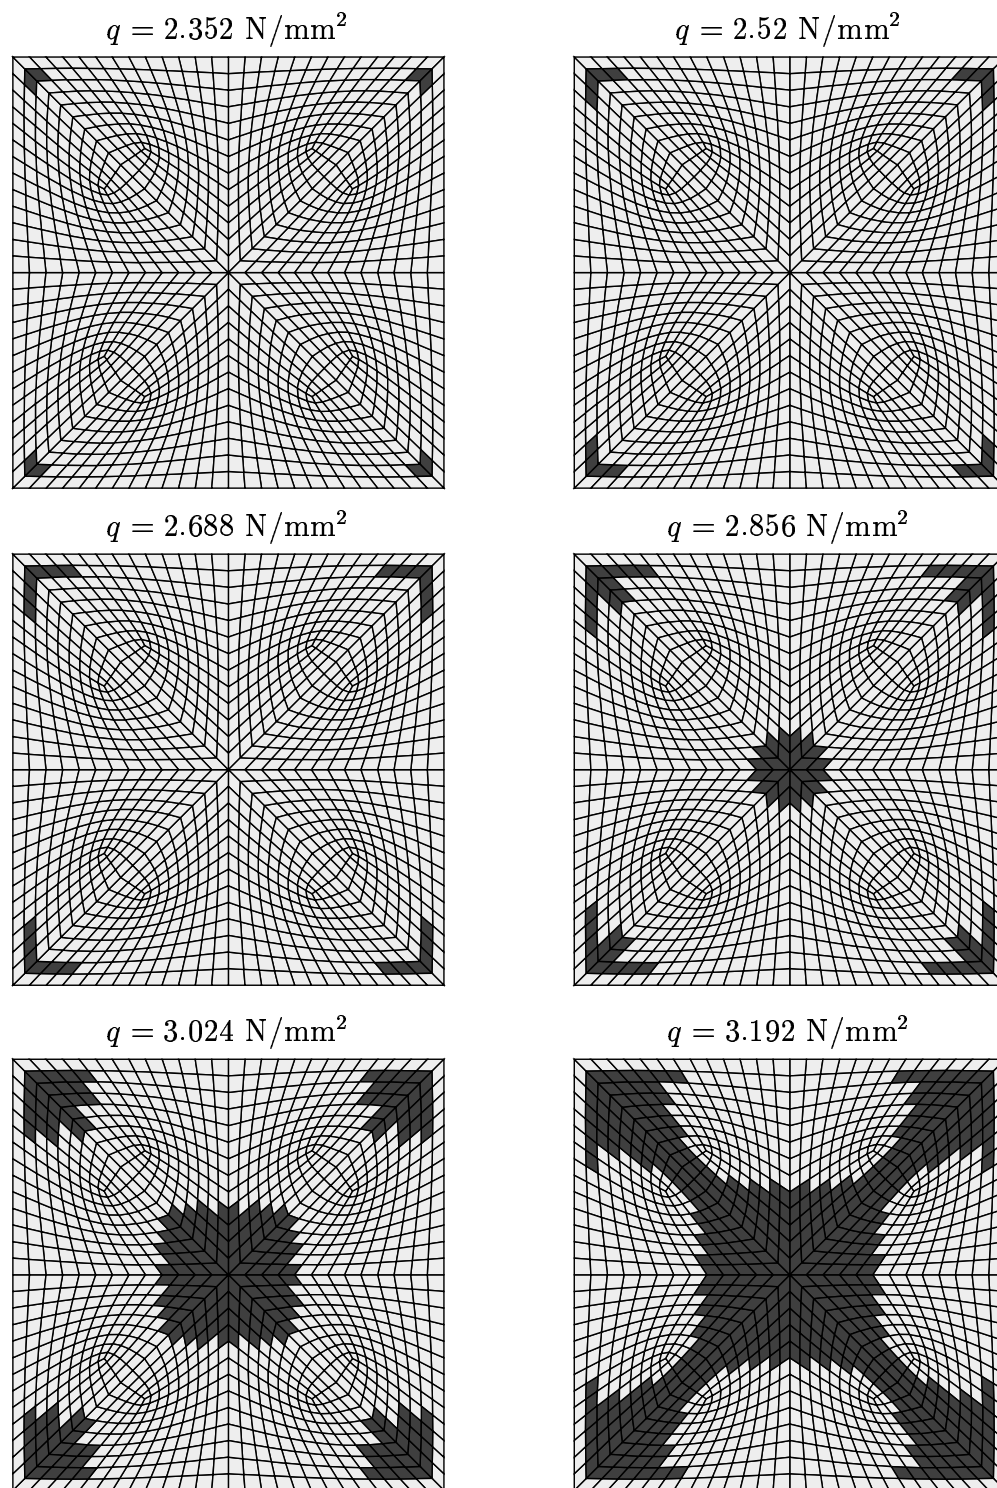 q = 2.352 N/mm²
q = 2.52 N/mm²
q = 2.688 N/mm²
q = 2.856 N/mm²
q = 3.024 N/mm²
q = 3.192 N/mm²